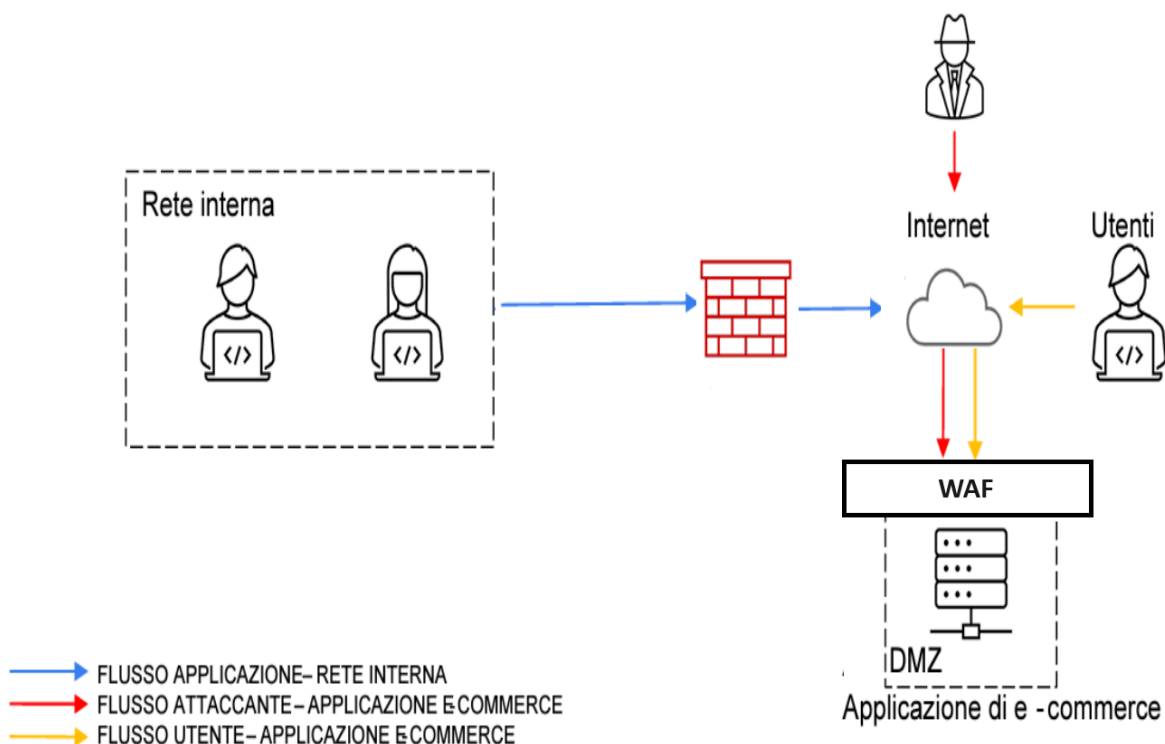 Rete interna
Internet
Utenti
</>
</>
</>
WAF
DMZ
Applicazione di e -commerce
FLUSSO APPLICAZIONE– RETE INTERNA
FLUSSO ATTACCANTE – APPLICAZIONE E-COMMERCE
FLUSSO UTENTE– APPLICAZIONE E-COMMERCE